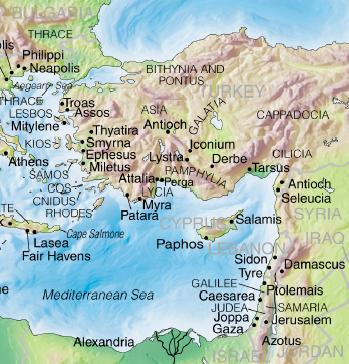 BULGARIA
THRACE
Philippi
Neapolis
Aegean Sea
BITHYNIA AND
PONTUS
TURKEY
THRACE
LESBOS
Mitylene
Troas
Assos
ASIA
GALATIA
CAPPADOCIA
Thyatira
Antioch
KIOS
Smyrna
Iconium
Athens
Ephesus
Lystra
Derbe
CILICIA
Miletus
SAMOS
Attalia
PAMPHYLIA
Tarsus
COS
Perga
Antioch
CNIDUS
LYCIA
Seleucia
RHODES
Myra
Patara
CYPRUS
Salamis
SYRIA
Cape Salmone
Lasea
Paphos
LEBANON
IRAQ
Fair Havens
Sidon
Damascus
Tyre
Mediterranean Sea
GALILEE
Ptolemais
Caesarea
JUDEA
SAMARIA
Joppa
Jerusalem
Gaza
Alexandria
Azotus
ISRAEL
JORDAN